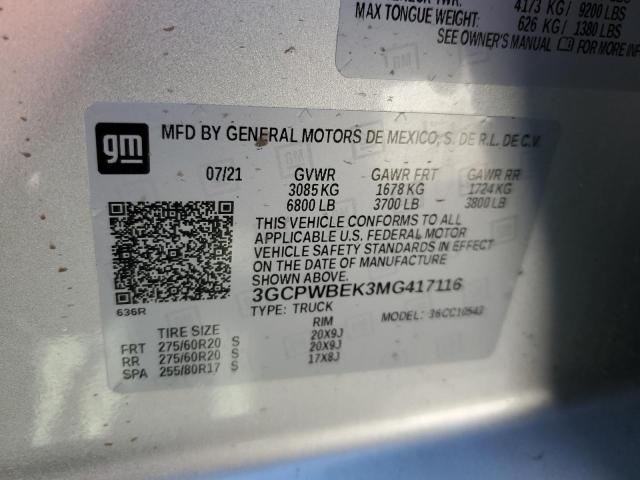 4173 KG / 9200 LBS
MAX TONGUE WEIGHT: 626 KG / 1380 LBS
SEE OWNER'S MANUAL FOR MORE
gm
MFD BY GENERAL MOTORS DE MEXICO, S. DE R.L. DE C.V.
07/21 GVWR GAWR FRT GAWR RR
3085 KG 1678 KG 1724 KG
6800 LB 3700 LB 3800 LB
THIS VEHICLE CONFORMS TO ALL
APPLICABLE U.S. FEDERAL MOTOR
VEHICLE SAFETY STANDARDS IN EFFECT
ON THE DATE OF MANUFACTURE
SHOWN ABOVE.
3GCPWBEK3MG417116
636R
TYPE: TRUCK MODEL: 36CC10543
TIRE SIZE RIM
FRT 275/60R20 S 20X9J
RR 275/60R20 S 20X9J
SPA 255/80R17 S 17X8J